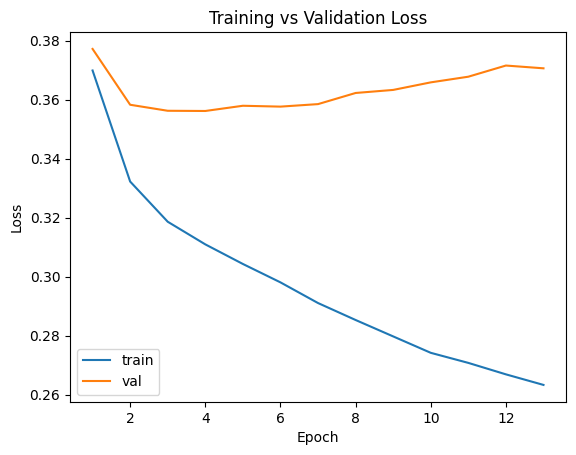 Training vs Validation Loss
0.38
0.36
0.34
0.32
0.30
0.28
0.26
Loss
train
val
2 4 6 8 10 12
Epoch